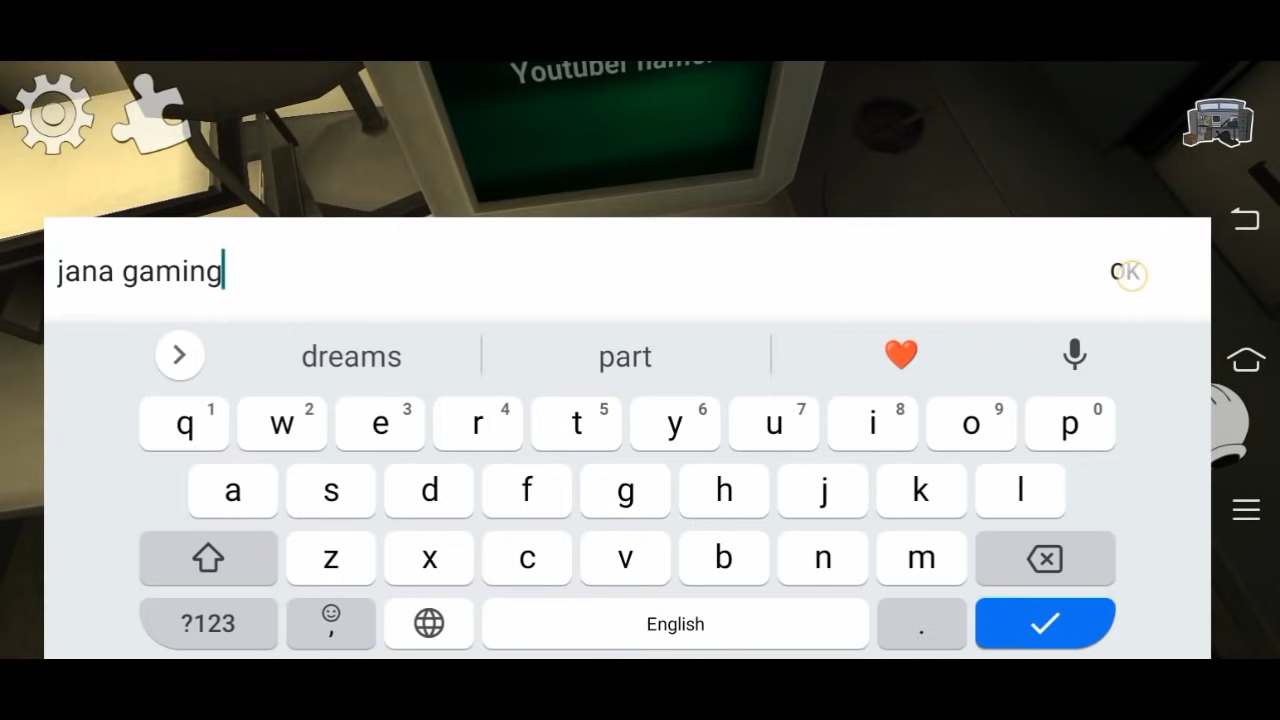 Youtuber name:
jana gaming
OK
dreams part
q 1 w 2 e 3 r 4 t 5 y 6 u 7 i 8 o 9 p 0
a s d f g h j k l
z x c v b n m
?123 , English .